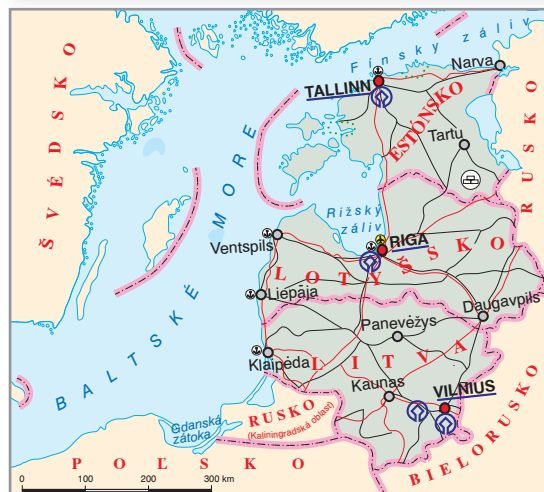 Fínsky záliv
Narva
TALLINN
ESTÓNSKO
Tartu
ŠVÉDSKO
RUSKO
BALTSKÉ MORE
Rižský
záliv
RIGA
Ventspils
LOTYŠSKO
Liepāja
Daugavpils
Panevėžys
Klaipėda
LITVA
Kaunas
VILNIUS
Gdanská
zátoka
RUSKO
(Kaliningradská oblasť)
BIELORUSKO
POĽSKO
0 100 200 300 km